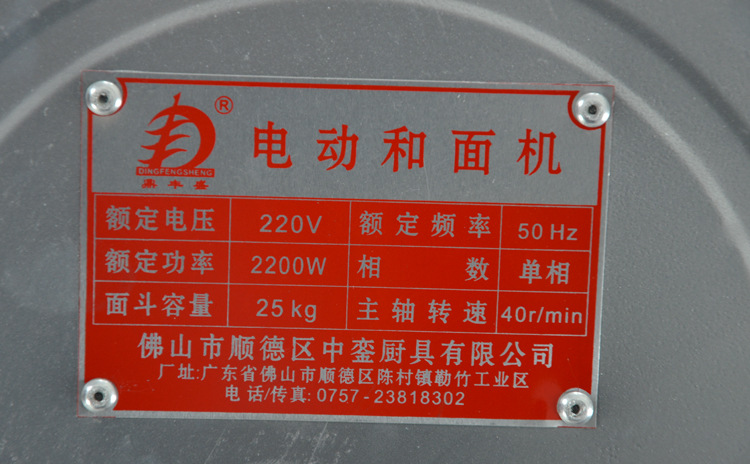 ®
电动和面机
DINGFENGSHENG
鼎丰盛
额定电压 220V 额定频率 50Hz
额定功率 2200W 相数 单相
面斗容量 25kg 主轴转速 40r/min
佛山市顺德区中銮厨具有限公司
厂址:广东省佛山市顺德区陈村镇勒竹工业区
电话/传真: 0757-23818302